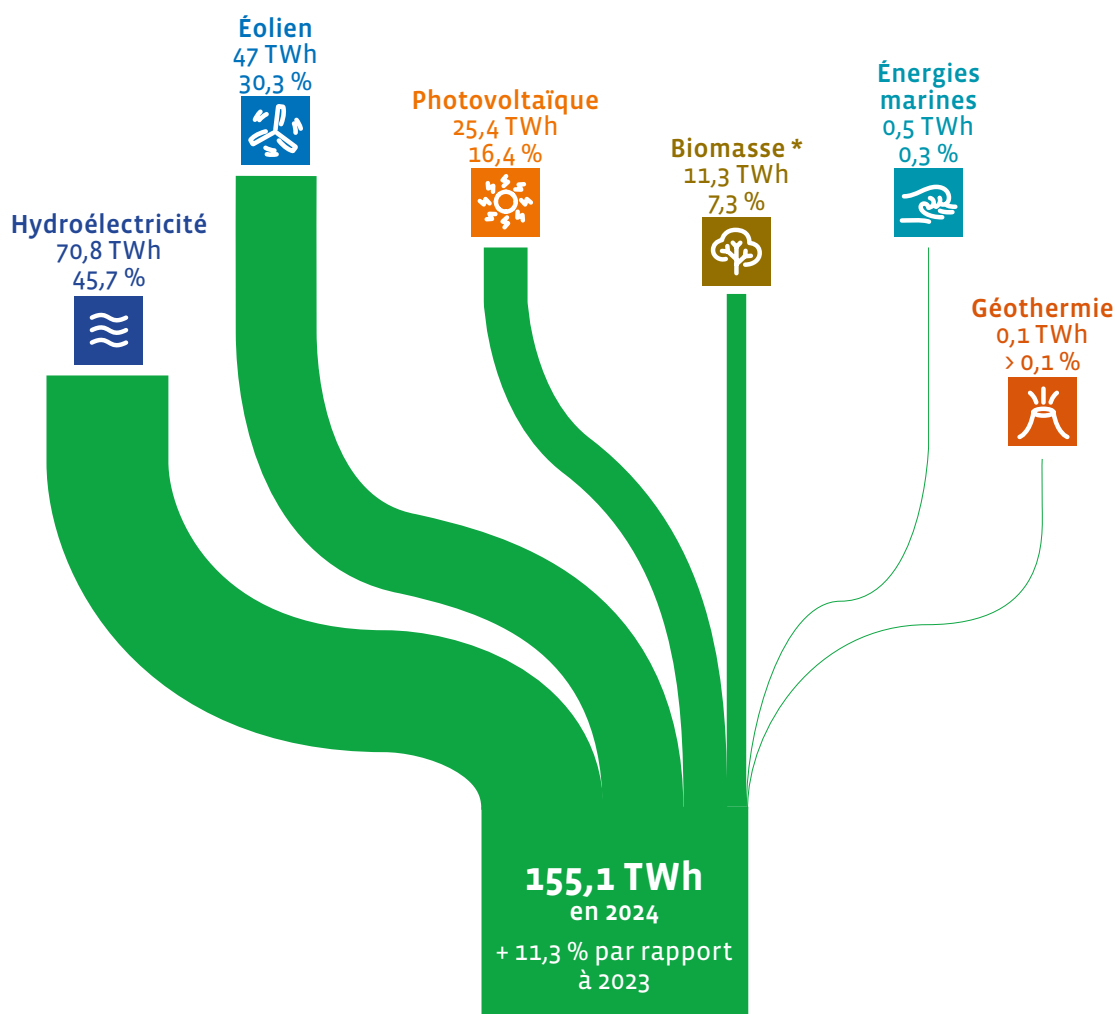 Éolien
47 TWh
30,3 %
Photovoltaïque
25,4 TWh
16,4 %
Énergies
marines
0,5 TWh
0,3 %
Biomasse *
11,3 TWh
7,3 %
Hydroélectricité
70,8 TWh
45,7 %
Géothermie
0,1 TWh
> 0,1 %
155,1 TWh
en 2024
+ 11,3 % par rapport
à 2023